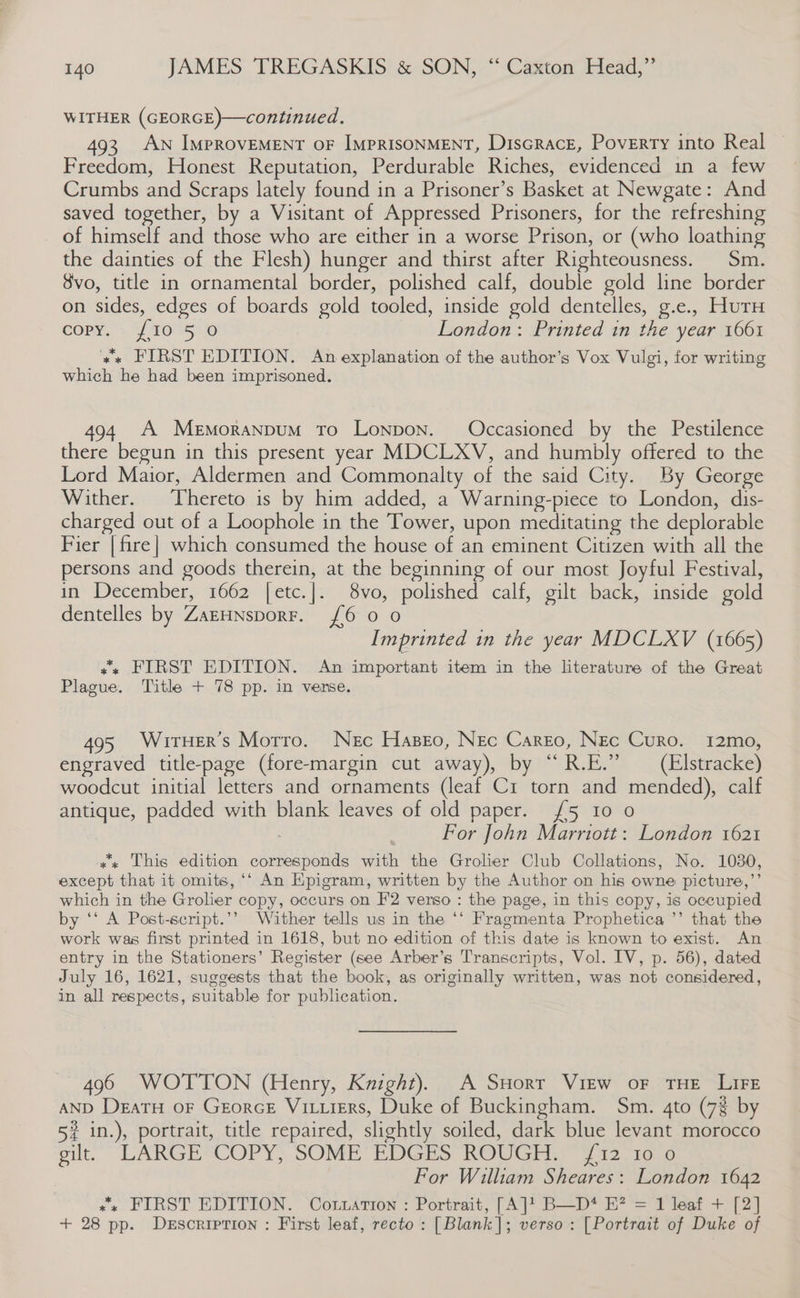 140 JAMES TREGASKIS & SON, “ Caxton Head,”
WITHER (GEORGE)—continued.
493 AN IMPROVEMENT OF IMPRISONMENT, DISGRACE, POVERTY into Real
Freedom, Honest Reputation, Perdurable Riches, evidenced in a few
Crumbs and Scraps lately found in a Prisoner’s Basket at Newgate: And
saved together, by a Visitant of Appressed Prisoners, for the refreshing
of himself and those who are either in a worse Prison, or (who loathing
the dainties of the Flesh) hunger and thirst after Righteousness. Sm.
8vo, title in ornamental border, polished calf, double gold line border
on sides, edges of boards gold tooled, inside gold dentelles, g.e., HUTH
COPY. £10 5 0 London: Printed in the year 1661
*** FIRST EDITION. An explanation of the author’s Vox Vulgi, for writing
which he had been imprisoned.
494 A MEMORANDUM TO LONDON. Occasioned by the Pestilence
there begun in this present year MDCLXV, and humbly offered to the
Lord Maior, Aldermen and Commonalty of the said City. By George
Wither. Thereto is by him added, a Warning-piece to London, dis-
charged out of a Loophole in the Tower, upon meditating the deplorable
Fier [fire] which consumed the house of an eminent Citizen with all the
persons and goods therein, at the beginning of our most Joyful Festival,
in December, 1662 [etc.]. 8vo, polished calf, gilt back, inside gold
dentelles by ZAEHNSDORF. £6 0 0
Imprinted in the year MDCLXV (1665)
*** FIRST EDITION. An important item in the literature of the Great
Plague. Title + 78 pp. in verse.
495 WITHER’S MOTTO. NEC HABEO, NEC CAREO, NEC CURO. 12mo,
engraved title-page (fore-margin cut away), by “ R.E.” (Elstracke)
woodcut initial letters and ornaments (leaf C1 torn and mended), calf
antique, padded with blank leaves of old paper. £5 10 0
For John Marriott: London 1621
*** This edition corresponds with the Grolier Club Collations, No. 1030,
except that it omits, ‘‘ An Epigram, written by the Author on his owne picture,’’
which in the Grolier copy, occurs on F2 verso : the page, in this copy, is occupied
by ‘‘ A Post-script.’’ Wither tells us in the ‘‘ Fragmenta Prophetica ’’ that the
work was first printed in 1618, but no edition of this date is known to exist. An
entry in the Stationers’ Register (see Arber’s Transcripts, Vol. IV, p. 56), dated
July 16, 1621, suggests that the book, as originally written, was not considered,
in all respects, suitable for publication.
496 WOTTON (Henry, Knight). A SHORT VIEW OF THE LIFE
AND DEATH OF GEORGE VILLIERS, Duke of Buckingham. Sm. 4to (7⅜ by
5¾ in.), portrait, title repaired, slightly soiled, dark blue levant morocco
gilt. LARGE COPY, SOME EDGES ROUGH. £12 10 0
For William Sheares: London 1642
*** FIRST EDITION. COLLATION : Portrait, [A]¹ B—D⁴ E² = 1 leaf + [2]
+ 28 pp. DESCRIPTION : First leaf, recto : [Blank]; verso : [Portrait of Duke of